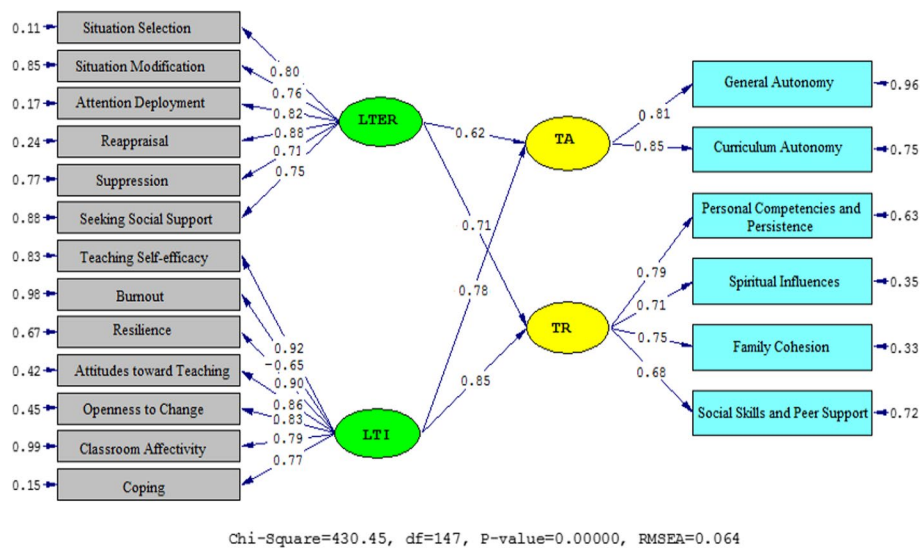 0.11 Situation Selection
0.85 Situation Modification
0.17 Attention Deployment
0.24 Reappraisal
0.77 Suppression
0.88 Seeking Social Support
0.83 Teaching Self-efficacy
0.98 Burnout
0.67 Resilience
0.42 Attitudes toward Teaching
0.45 Openness to Change
0.99 Classroom Affectivity
0.15 Coping
0.80
0.76
0.82
0.88
0.71
0.75
LTER
0.92
0.65
0.90
0.86
0.83
0.79
0.77
LTI
0.62
0.71
0.78
0.85
TA
TR
0.81
0.85
0.79
0.71
0.75
0.68
General Autonomy 0.96
Curriculum Autonomy 0.75
Personal Competencies and
Persistence 0.63
Spiritual Influences 0.35
Family Cohesion 0.33
Social Skills and Peer Support 0.72
Chi-Square=430.45, df=147, P-value=0.00000, RMSEA=0.064